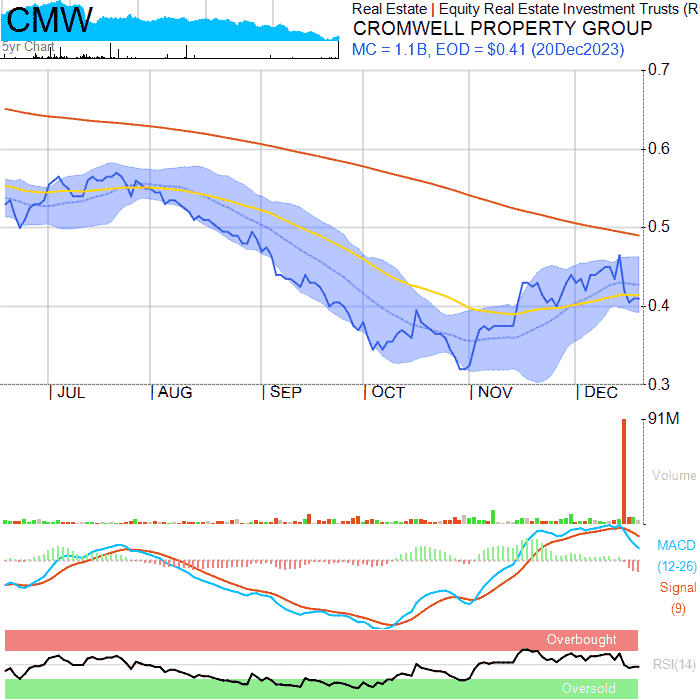 CMW
5yr Chart
Real Estate | Equity Real Estate Investment Trusts (R
CROMWELL PROPERTY GROUP
MC = 1.1B, EOD = $0.41 (20Dec2023)
0.7
0.6
0.5
0.4
0.3
JUL AUG SEP OCT NOV DEC
91M
Volume
MACD
(12-26)
Signal
(9)
Overbought
RSI(14)
Oversold